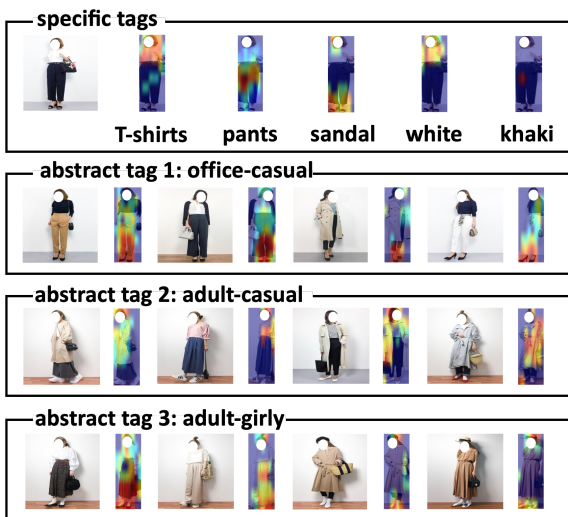 specific tags
T-shirts pants sandal white khaki
abstract tag 1: office-casual
abstract tag 2: adult-casual
abstract tag 3: adult-girly